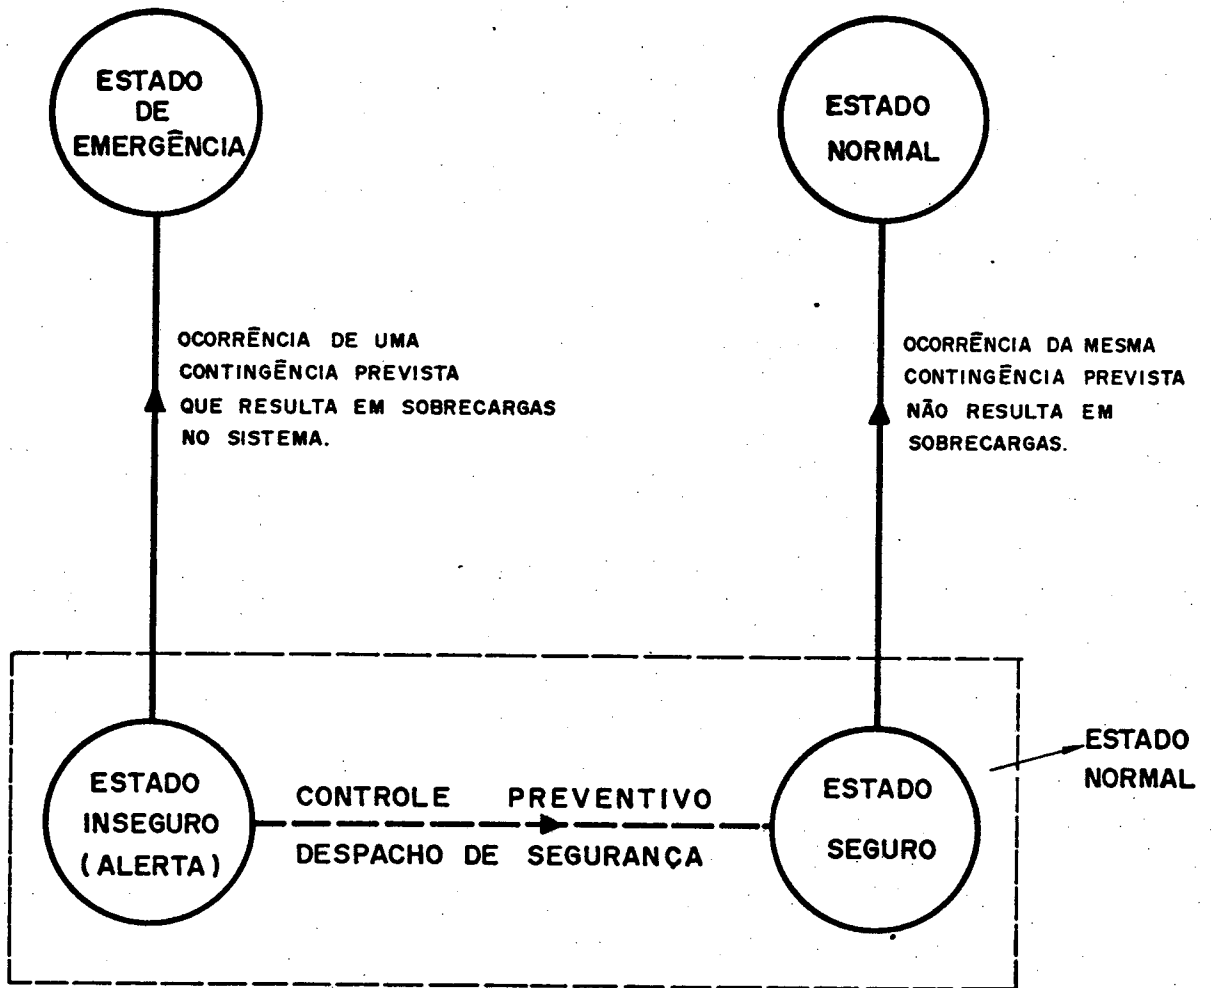 ESTADO
DE
EMERGÊNCIA
ESTADO
NORMAL
OCORRÊNCIA DE UMA
CONTINGÊNCIA PREVISTA
QUE RESULTA EM SOBRECARGAS
NO SISTEMA.
OCORRÊNCIA DA MESMA
CONTINGÊNCIA PREVISTA
NÃO RESULTA EM
SOBRECARGAS.
ESTADO
INSEGURO
(ALERTA)
CONTROLE PREVENTIVO
DESPACHO DE SEGURANÇA
ESTADO
SEGURO
ESTADO
NORMAL